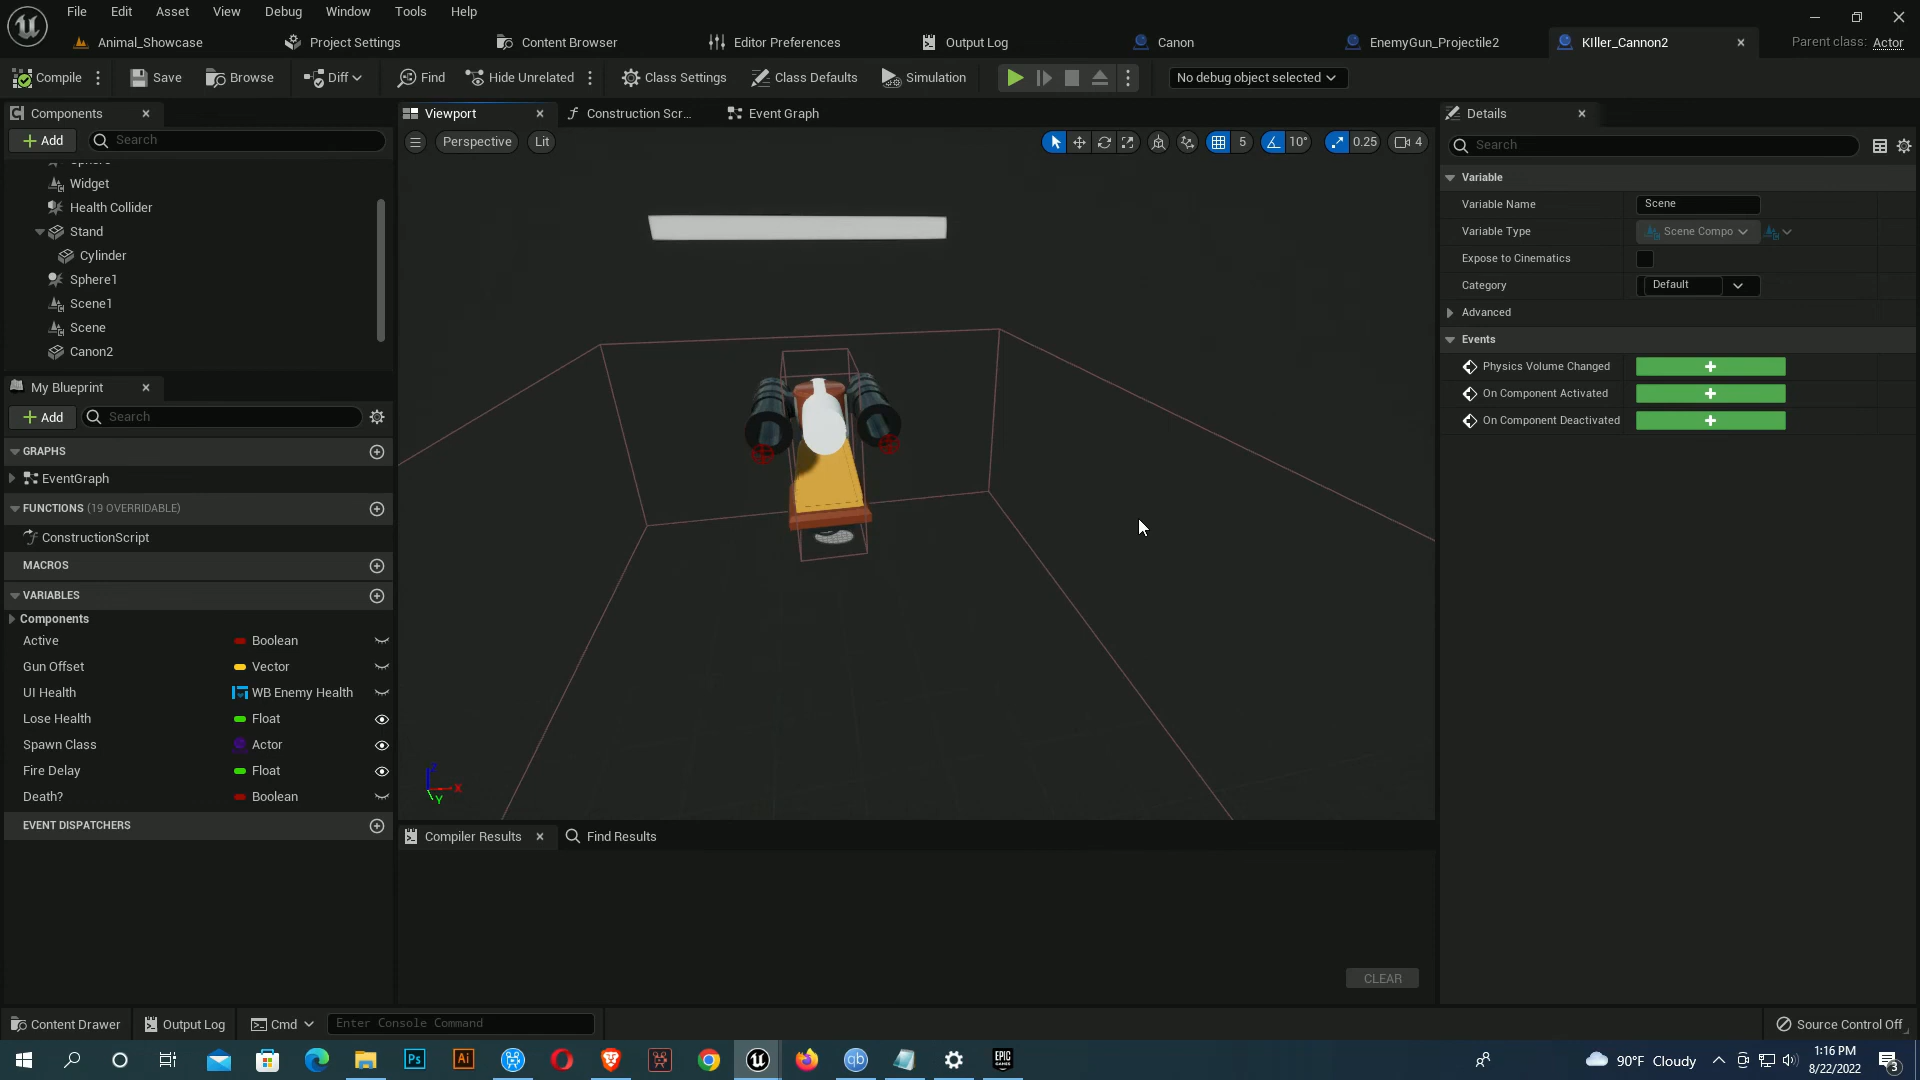 File Edit Asset View Debug Window Tools Help
Animal_Showcase Project Settings Content Browser Editor Preferences Output Log Canon EnemyGun_Projectile2 KIller_Cannon2 Parent class: Actor
Compile Save Browse Diff Find Hide Unrelated Class Settings Class Defaults Simulation No debug object selected
Components
Add Search
Widget
Health Collider
Stand
Cylinder
Sphere1
Scene1
Scene
Canon2
My Blueprint
Add Search
GRAPHS
EventGraph
FUNCTIONS (19 OVERRIDABLE)
ConstructionScript
MACROS
VARIABLES
Components
Active Boolean
Gun Offset Vector
UI Health WB Enemy Health
Lose Health Float
Spawn Class Actor
Fire Delay Float
Death? Boolean
EVENT DISPATCHERS
Viewport Construction Scr... Event Graph
Perspective Lit 5 10° 0.25 4
Z X Y
Compiler Results Find Results
CLEAR
Details
Search
Variable
Variable Name Scene
Variable Type Scene Compo
Expose to Cinematics
Category Default
Advanced
Events
Physics Volume Changed
On Component Activated
On Component Deactivated
Content Drawer Output Log Cmd Enter Console Command Source Control Off
Ps Ai qb EPIC GAMES 90°F Cloudy 1:16 PM
8/22/2022 3